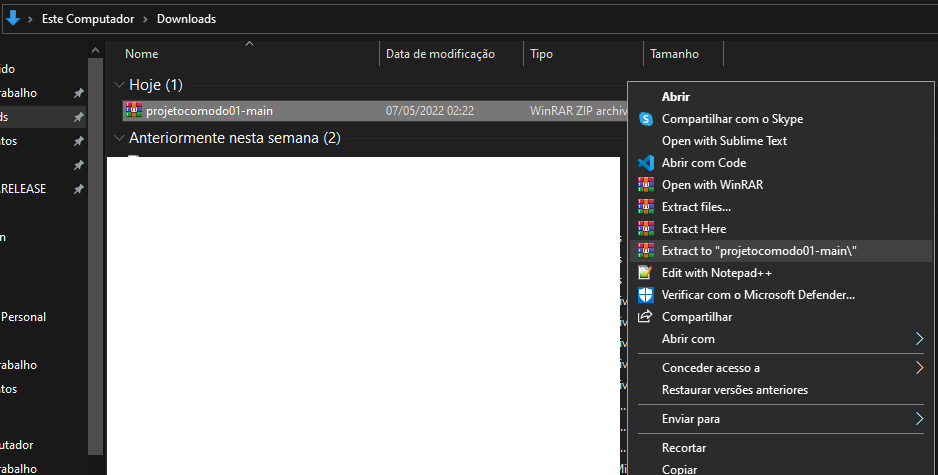 Este Computador > Downloads
Nome
Data de modificação
Tipo
Tamanho
Hoje (1)
projetocomodo01-main
07/05/2022 02:22
WinRAR ZIP archiv
Anteriormente nesta semana (2)
ido
rabalho
ds
tos
.RELEASE
n
Personal
rabalho
tos
utador
rabalho
Abrir
Compartilhar com o Skype
Open with Sublime Text
Abrir com Code
Open with WinRAR
Extract files...
Extract Here
Extract to "projetocomodo01-main\"
Edit with Notepad++
Verificar com o Microsoft Defender...
Compartilhar
Abrir com
Conceder acesso a
Restaurar versões anteriores
Enviar para
Recortar
Copiar